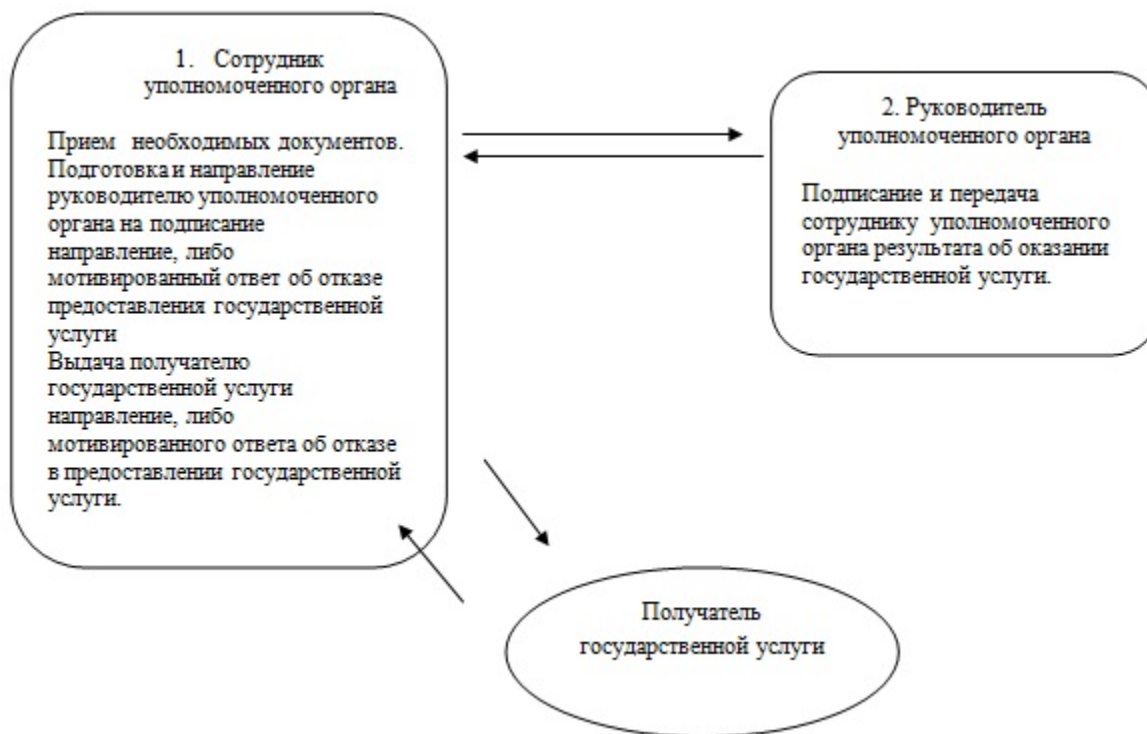 1. Сотрудник
уполномоченного органа
Прием необходимых документов.
Подготовка и направление
руководителю уполномоченного
органа на подписание
направление, либо
мотивированный ответ об отказе
предоставления государственной
услуги
Выдача получателю
государственной услуги
направление, либо
мотивированного ответа об отказе
в предоставлении государственной
услуги.
2. Руководитель
уполномоченного органа
Подписание и передача
сотруднику уполномоченного
органа результата об оказании
государственной услуги.
Получатель
государственной услуги